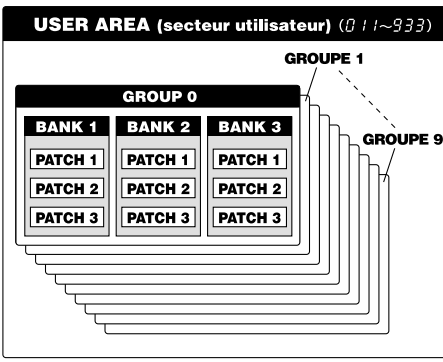 USER AREA (secteur utilisateur) (011~933)
GROUPE 1
GROUP 0
GROUPE 9
BANK 1 BANK 2 BANK 3
PATCH 1 PATCH 1 PATCH 1
PATCH 2 PATCH 2 PATCH 2
PATCH 3 PATCH 3 PATCH 3